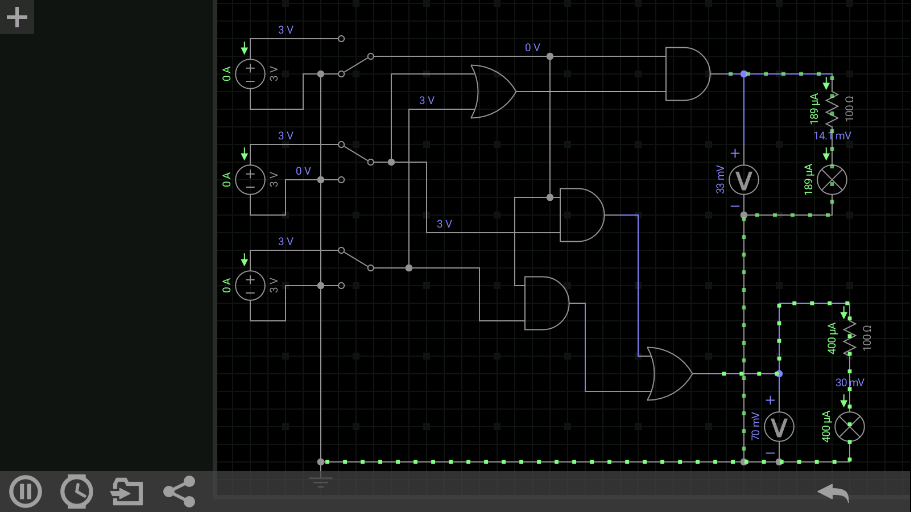 3 V
0 A
3 V
0 V
3 V
3 V
0 A
3 V
0 V
3 V
3 V
0 A
3 V
189 µA
100 Ω
14.1 mV
+
V
33 mV
189 µA
400 µA
100 Ω
30 mV
+
V
70 mV
400 µA